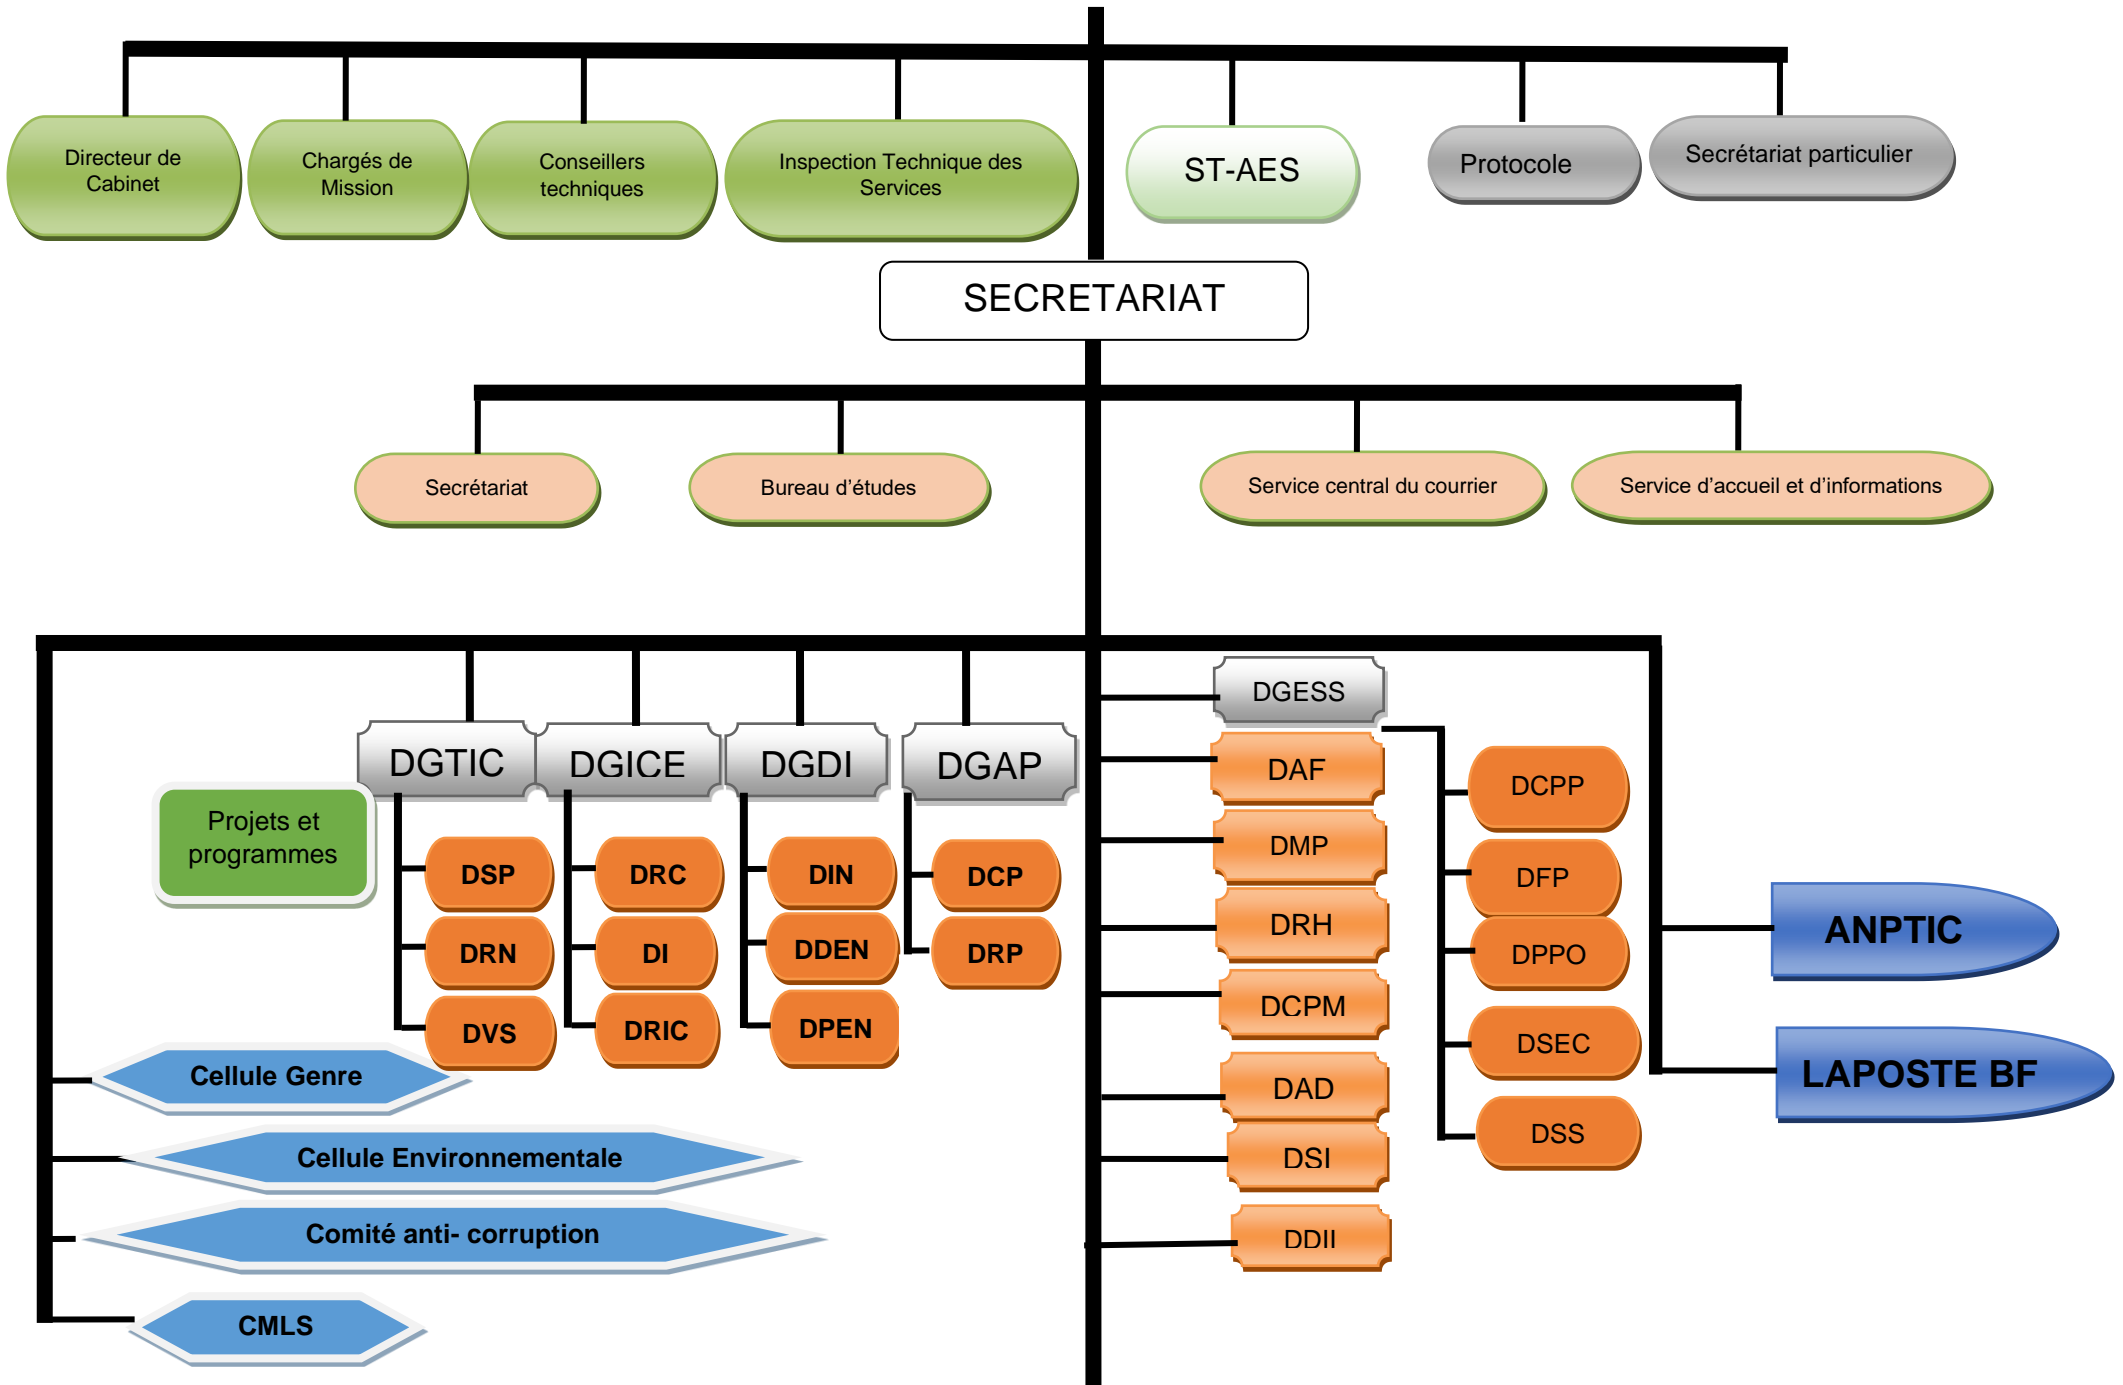 Directeur de
Cabinet
Chargés de
Mission
Conseillers
techniques
Inspection Technique des
Services
ST-AES
Protocole
Secrétariat particulier
SECRETARIAT
Secrétariat
Bureau d'études
Service central du courrier
Service d'accueil et d'informations
DGTIC
DGICE
DGDI
DGAP
Projets et
programmes
DSP
DRN
DVS
DRC
DI
DRIC
DIN
DDEN
DPEN
DCP
DRP
DGESS
DAF
DMP
DRH
DCPM
DAD
DSI
DDII
DCPP
DFP
DPPO
DSEC
DSS
ANPTIC
LAPOSTE BF
Cellule Genre
Cellule Environnementale
Comité anti- corruption
CMLS